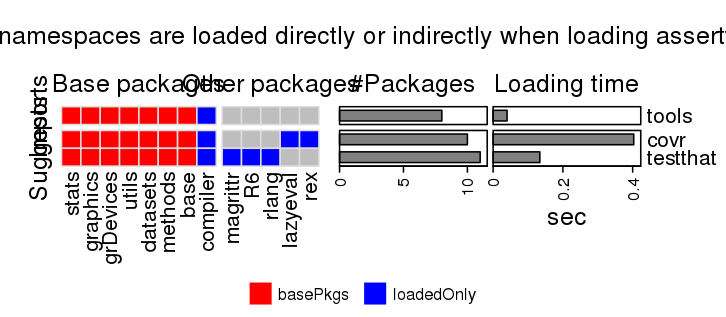 namespaces are loaded directly or indirectly when loading assert
Base packages
Other packages
#Packages
Loading time
Imports
Suggests
tools
covr
testthat
stats
graphics
grDevices
utils
datasets
methods
base
compiler
magrittr
R6
rlang
lazyeval
rex
0
5
10
0
0.2
0.4
sec
basePkgs
loadedOnly